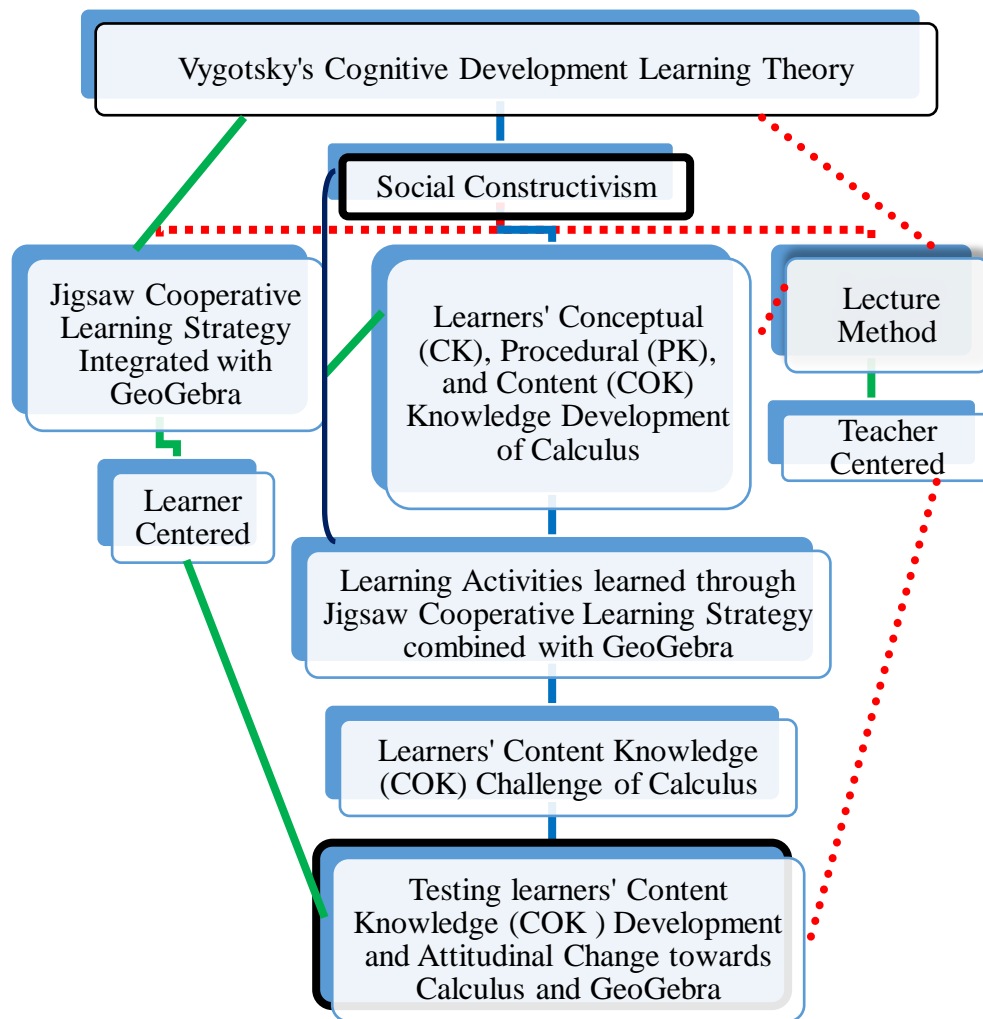 Vygotsky's Cognitive Development Learning Theory
Social Constructivism
Jigsaw Cooperative
Learning Strategy
Integrated with
GeoGebra
Learners' Conceptual
(CK), Procedural (PK),
and Content (COK)
Knowledge Development
of Calculus
Lecture
Method
Teacher
Centered
Learner
Centered
Learning Activities learned through
Jigsaw Cooperative Learning Strategy
combined with GeoGebra
Learners' Content Knowledge
(COK) Challenge of Calculus
Testing learners' Content
Knowledge (COK ) Development
and Attitudinal Change towards
Calculus and GeoGebra